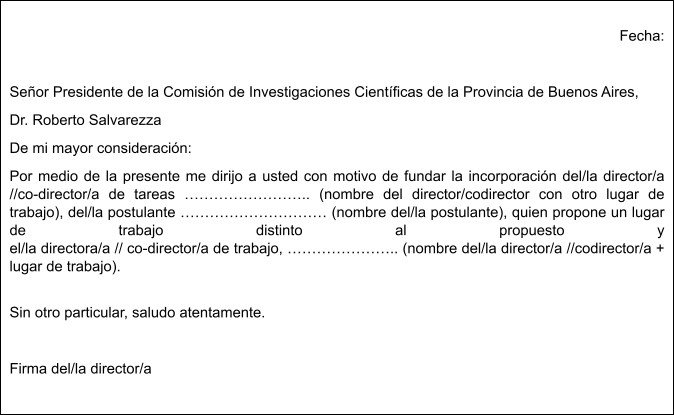 Fecha:
Señor Presidente de la Comisión de Investigaciones Científicas de la Provincia de Buenos Aires,
Dr. Roberto Salvarezza
De mi mayor consideración:
Por medio de la presente me dirijo a usted con motivo de fundar la incorporación del/la director/a
//co-director/a de tareas …………………….. (nombre del director/codirector con otro lugar de
trabajo), del/la postulante ………………………… (nombre del/la postulante), quien propone un lugar
de trabajo distinto al propuesto y
el/la directora/a // co-director/a de trabajo, ………………….. (nombre del/la director/a //codirector/a +
lugar de trabajo).
Sin otro particular, saludo atentamente.
Firma del/la director/a